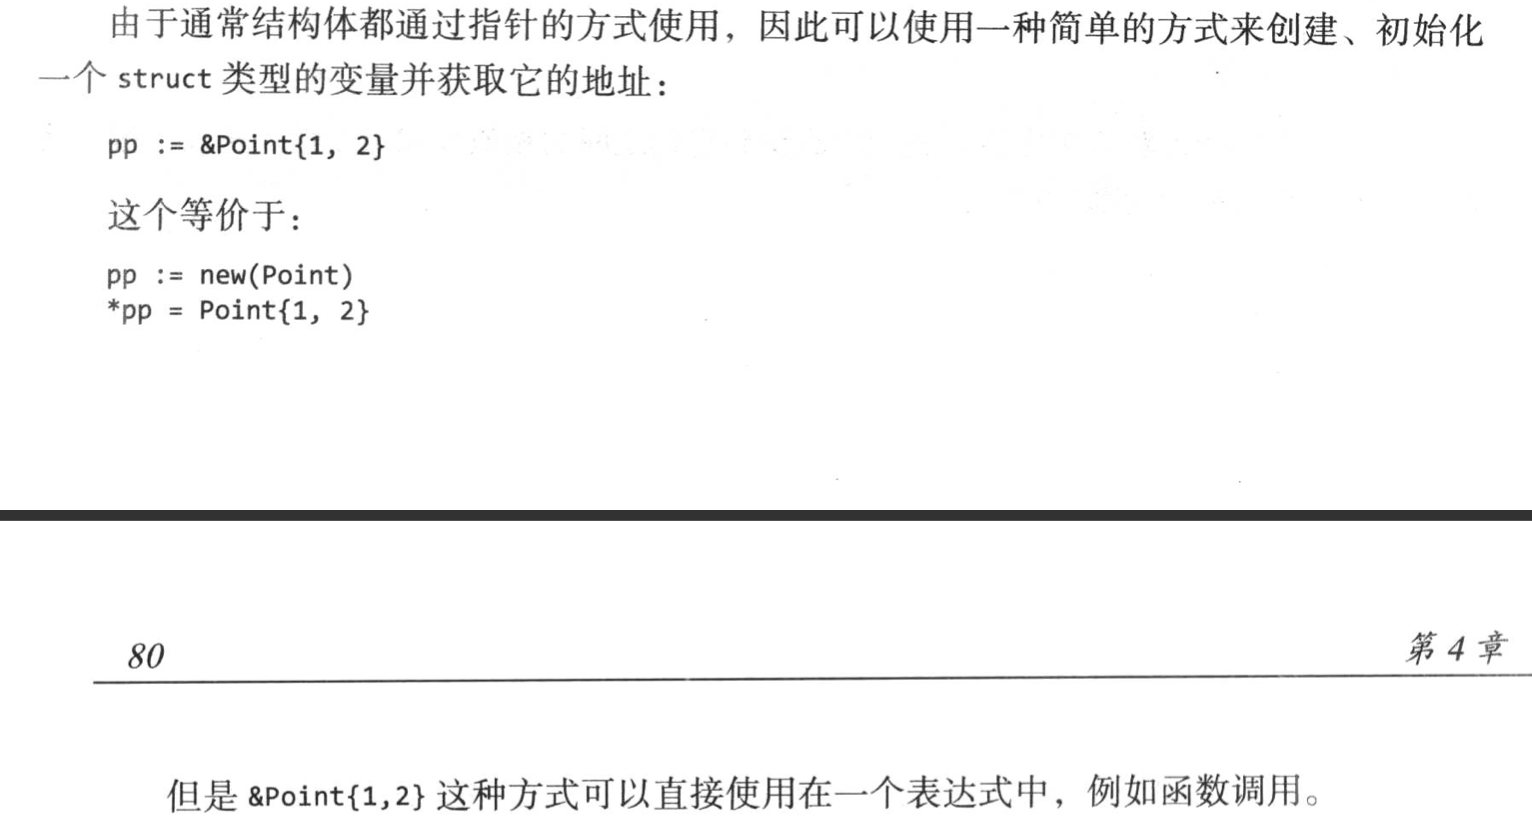 由于通常结构体都通过指针的方式使用，因此可以使用一种简单的方式来创建、初始化
一个 struct 类型的变量并获取它的地址：
pp := &Point{1, 2}
这个等价于：
pp := new(Point)
*pp = Point{1, 2}
80 第 4 章
但是 &Point{1,2} 这种方式可以直接使用在一个表达式中，例如函数调用。